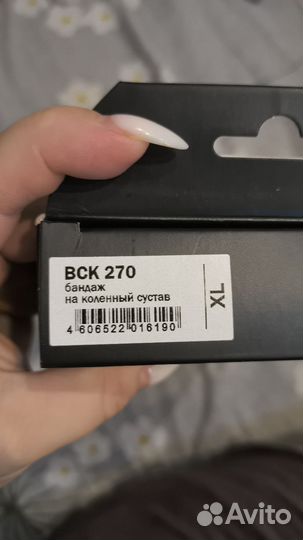 BCK 270
бандаж
на коленный сустав
XL
4 606522 016190
Avito